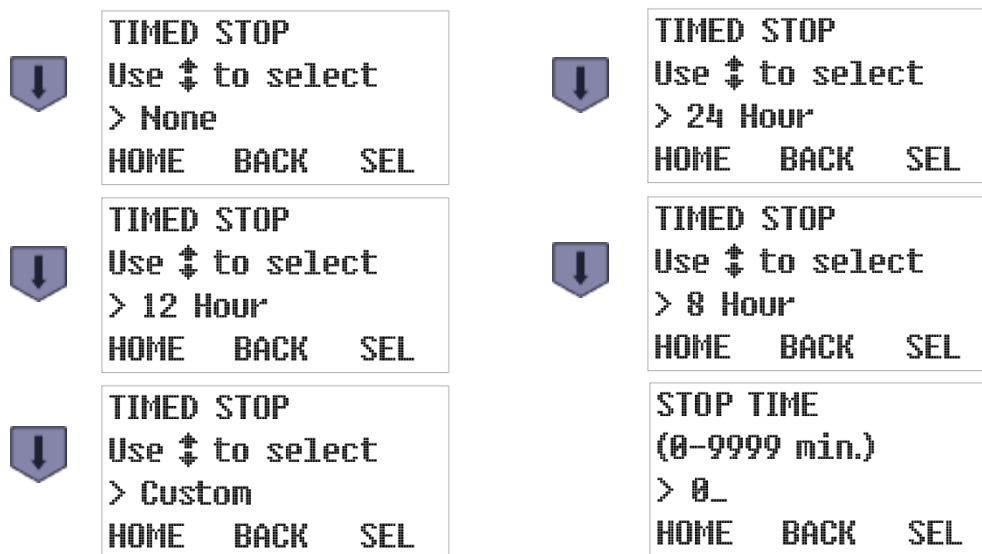 TIMED STOP
Use ↕ to select
> None
HOME BACK SEL
TIMED STOP
Use ↕ to select
> 24 Hour
HOME BACK SEL
TIMED STOP
Use ↕ to select
> 12 Hour
HOME BACK SEL
TIMED STOP
Use ↕ to select
> 8 Hour
HOME BACK SEL
TIMED STOP
Use ↕ to select
> Custom
HOME BACK SEL
STOP TIME
(0-9999 min.)
> 0_
HOME BACK SEL